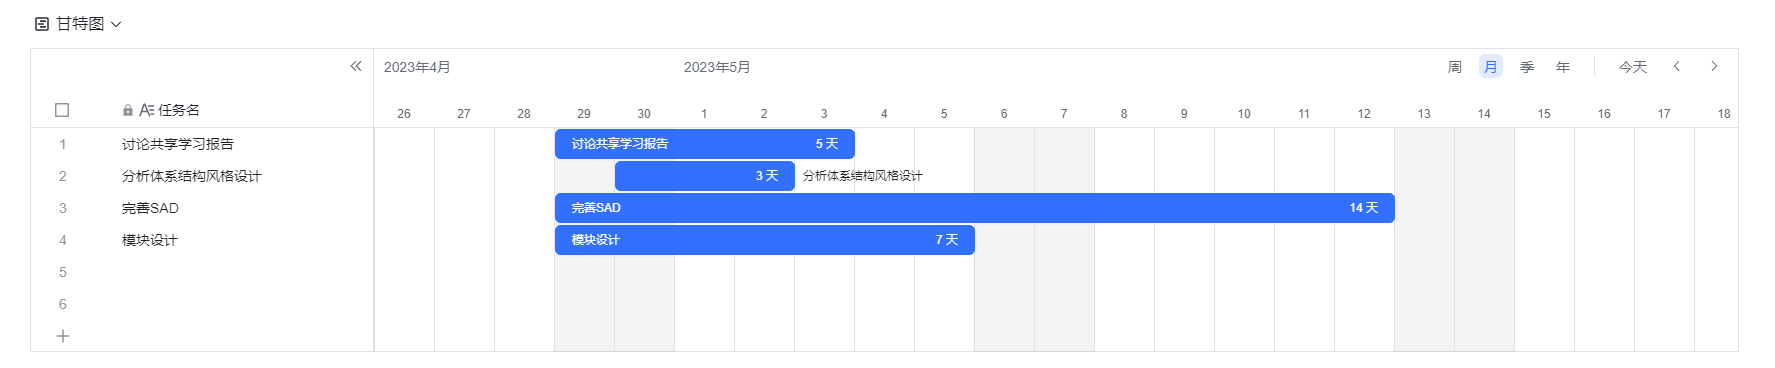 甘特图
2023年4月 2023年5月 周 月 季 年 今天
任务名 26 27 28 29 30 1 2 3 4 5 6 7 8 9 10 11 12 13 14 15 16 17 18
1 讨论共享学习报告 讨论共享学习报告 5 天
2 分析体系结构风格设计 3 天 分析体系结构风格设计
3 完善SAD 完善SAD 14 天
4 模块设计 模块设计 7 天
5
6